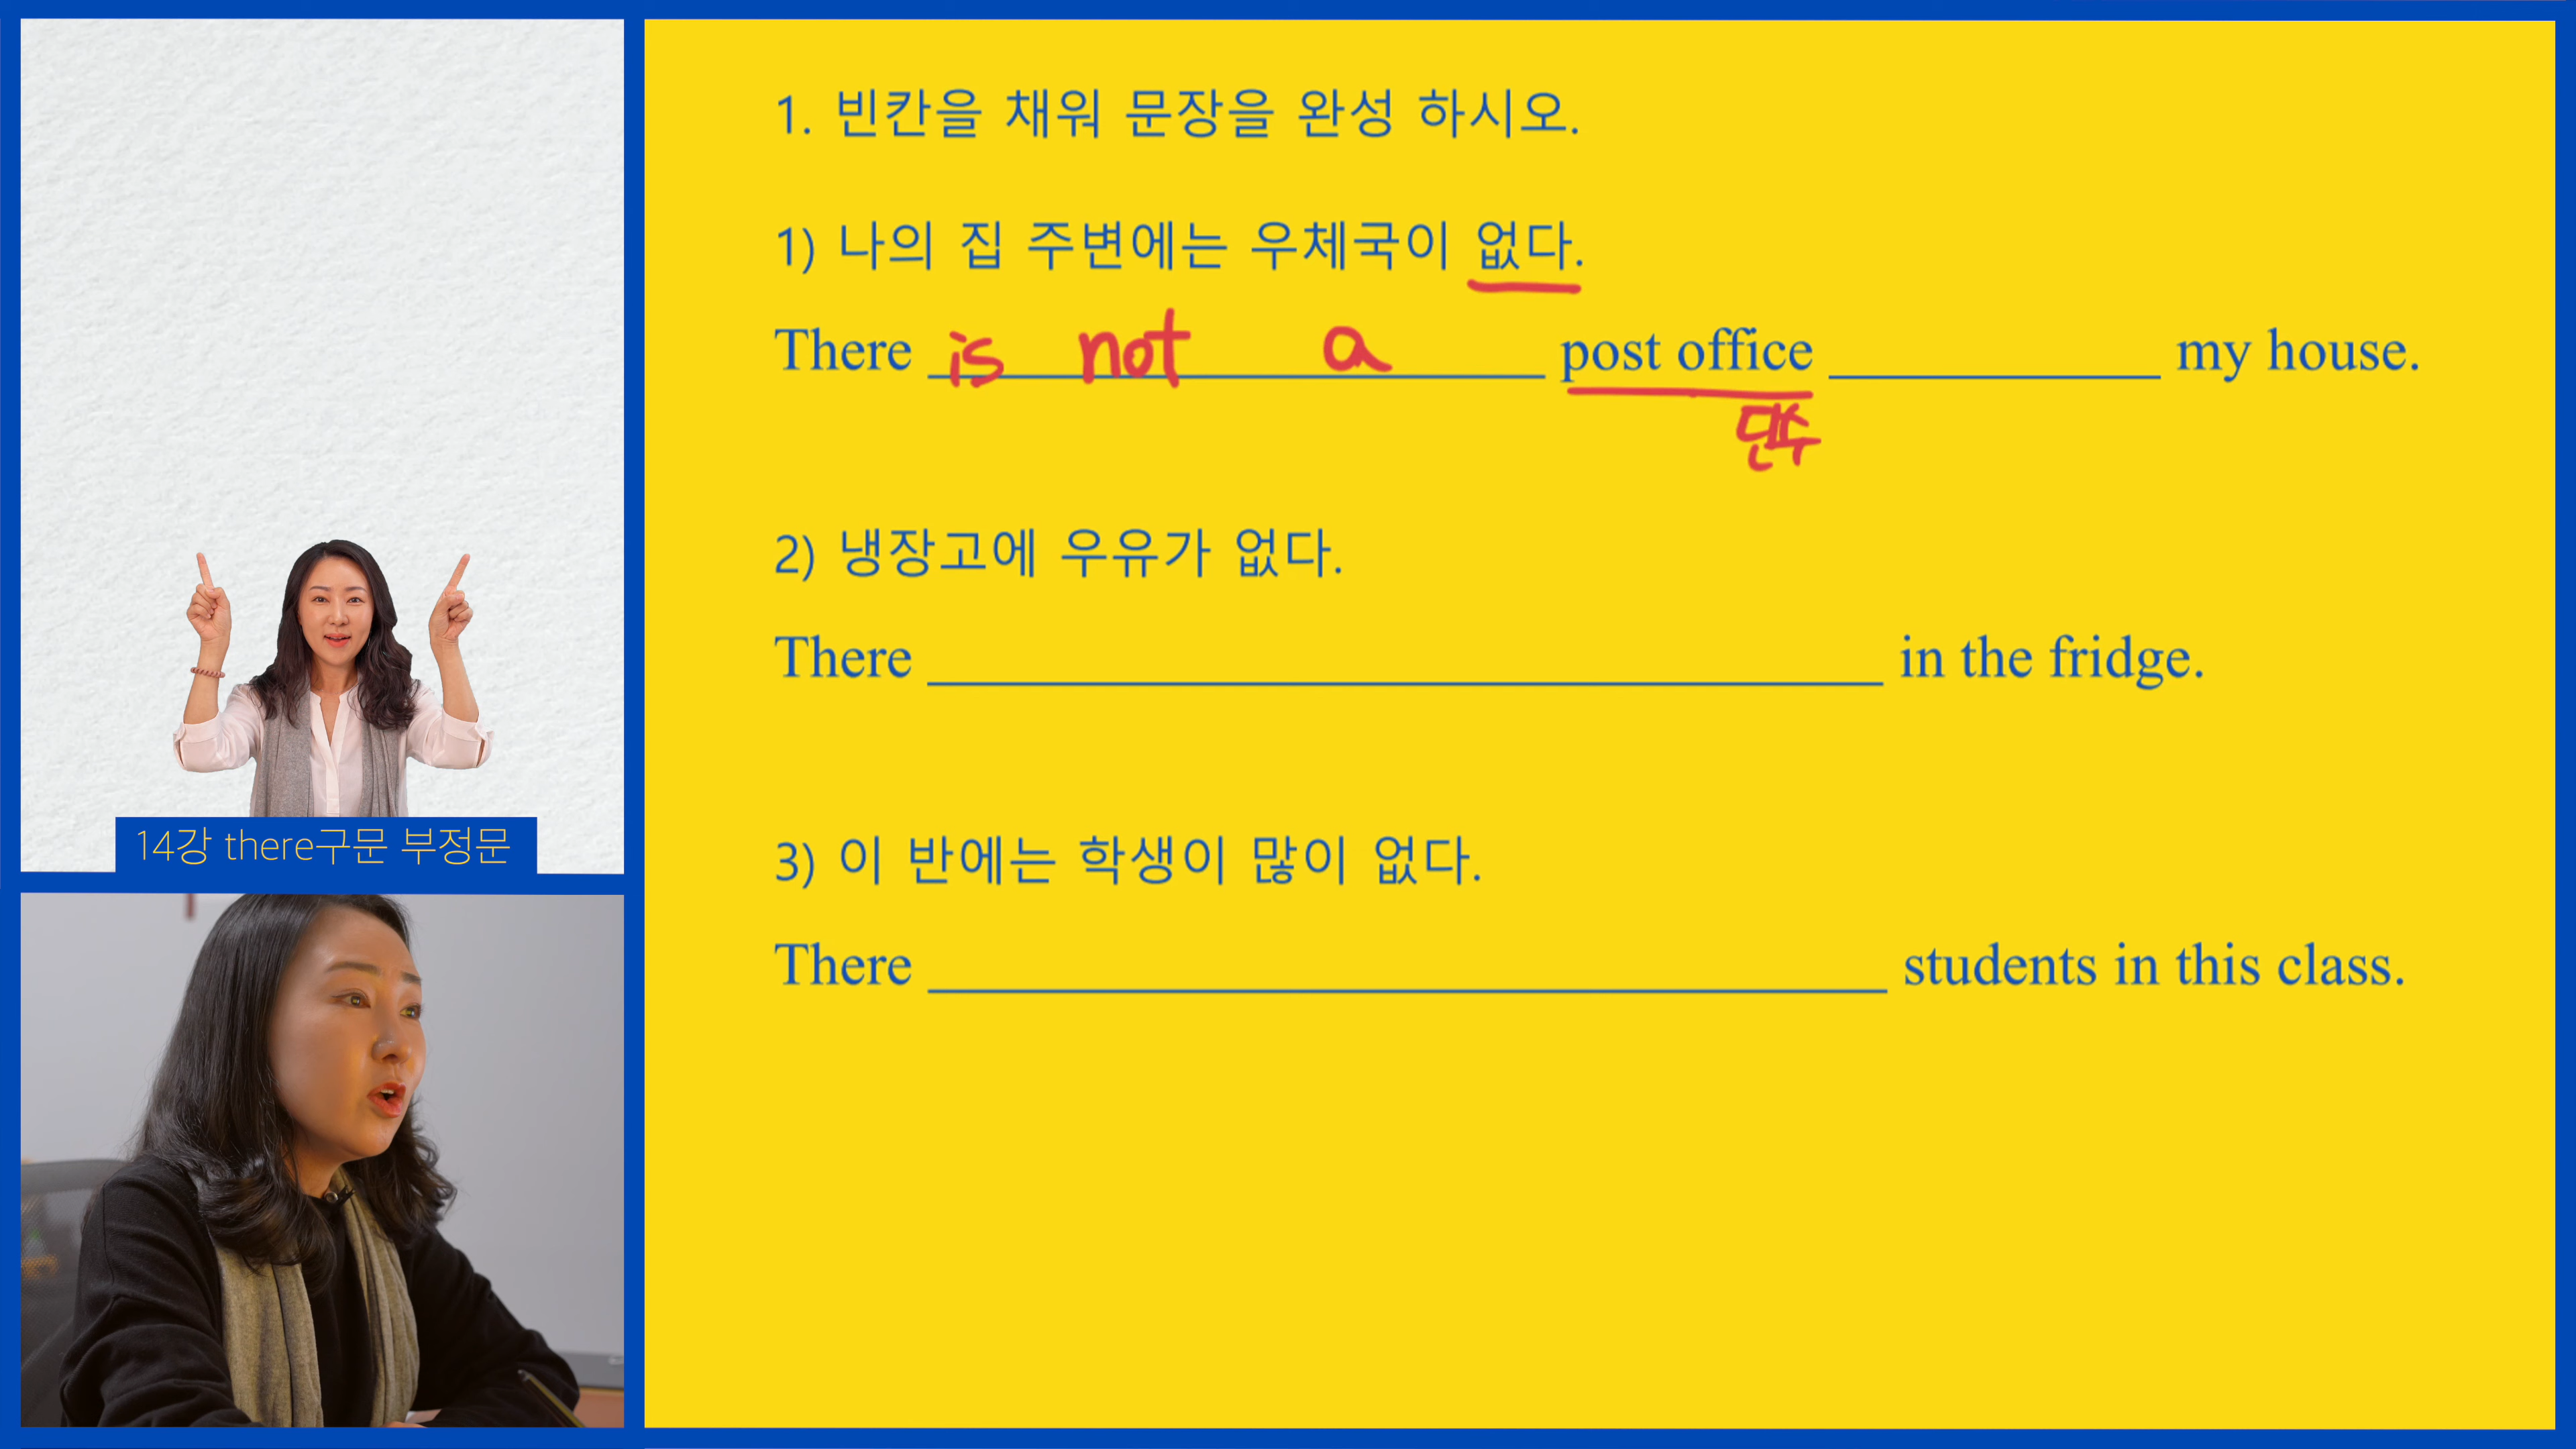 1. 빈칸을 채워 문장을 완성 하시오.
1) 나의 집 주변에는 우체국이 없다.
There is not a post office ________ my house.
단수
2) 냉장고에 우유가 없다.
There ________ in the fridge.
3) 이 반에는 학생이 많이 없다.
There ________ students in this class.
14강 there구문 부정문